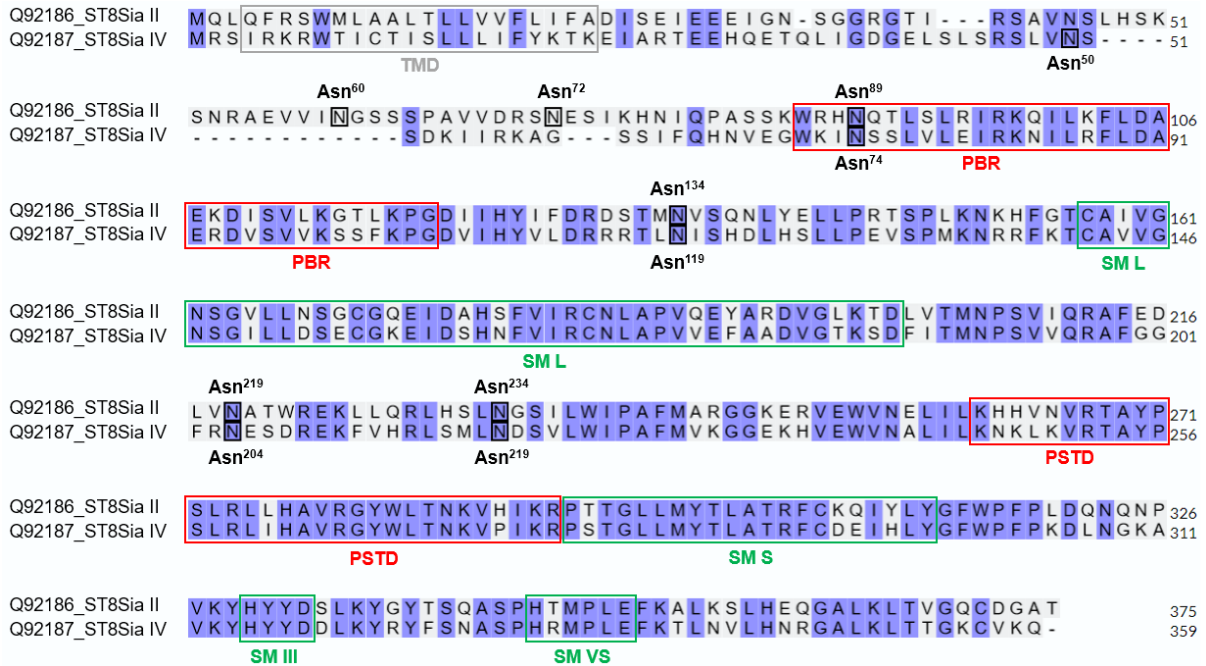 Q92186_ST8Sia II MQLQFRSWMLAALTLLVVFLIFADISEIEEEIGN-SGGRGTI---RSAVNSLHSK 51
Q92187_ST8Sia IV MRSIRKRWTICTISLLLIFYKTKEIARTEEHQETQLIGDGELSLSRSLVNS---- 51
TMD Asn50
Asn60 Asn72 Asn89
Q92186_ST8Sia II SNRAEVVINGSSSPAVVDRSNESIKHNIQPASSKWRHNQTLSLRIRKQILKFLDA 106
Q92187_ST8Sia IV ------------SDKIIRKAG---SSIFQHNVEGWKINSSLVLEIRKNILRFLDA 91
Asn74 PBR
Asn134
Q92186_ST8Sia II EKDISVLKGTLKPGDIIHYIFDRDSTMNVSQNLYELLPRTSPLKNKHFGTCAIVG 161
Q92187_ST8Sia IV ERDVSVVKSSFKPGDVIHYVLDRRRTLNISHDLHSLLPEVSPMKNRRFKTCAVVG 146
PBR Asn119 SM L
Q92186_ST8Sia II NSGVLLNSGCGQEIDAHSFVIRCNLAPVQEYARDVGLKTDLVTMNPSVIQRAFED 216
Q92187_ST8Sia IV NSGILLDSECGKEIDSHNFVIRCNLAPVVEFAADVGTKSDFITMNPSVVQRAFGG 201
SM L
Asn219 Asn234
Q92186_ST8Sia II LVNATWREKLLQRLHSLNGSILWIPAFMARGGKERVEWVNELILKHHVNVRTAYP 271
Q92187_ST8Sia IV FRNESDREKFVHRLSMLNDSVLWIPAFMVKGGEKHVEWVNALILKNKLKVRTAYP 256
Asn204 Asn219 PSTD
Q92186_ST8Sia II SLRLLHAVRGYWLTNKVHIKRPTTGLLMYTLATRFCKQIYLYGFWPFPLDQNQNP 326
Q92187_ST8Sia IV SLRLIHAVRGYWLTNKVPIKRPSTGLLMYTLATRFCDEIHLYGFWPFPKDLNGKA 311
PSTD SM S
Q92186_ST8Sia II VKYHYYDSLKYGYTSQASPHTMPLEFKALKSLHEQGALKLTVGQCDGAT 375
Q92187_ST8Sia IV VKYHYYDDLKYRYFSNASPHRMPLEFKTLNVLHNRGALKLTTGKCVKQ- 359
SM III SM VS